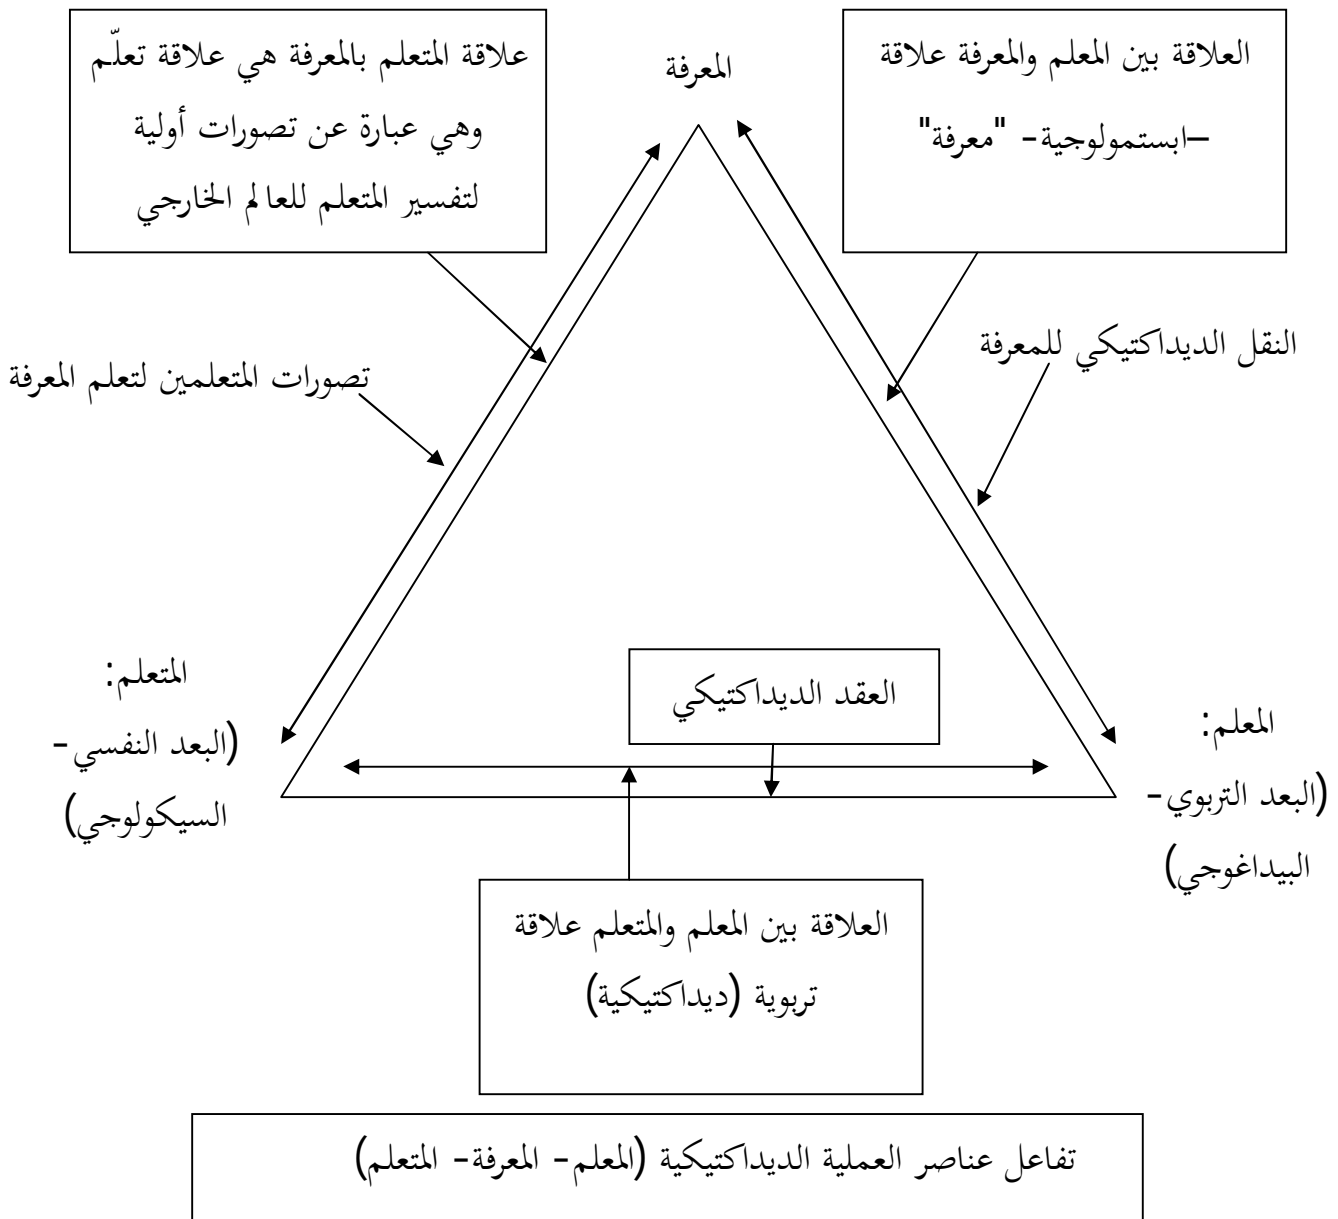 العلاقة بين المعلم والمعرفة علاقة
–ابستمولوجية- "معرفة"
المعرفة
علاقة المتعلم بالمعرفة هي علاقة تعلّم
وهي عبارة عن تصورات أولية
لتفسير المتعلم للعالم الخارجي
النقل الديداكتيكي للمعرفة
تصورات المتعلمين لتعلم المعرفة
المعلم:
(البعد التربوي-
البيداغوجي)
العقد الديداكتيكي
المتعلم:
(البعد النفسي-
السيكولوجي)
العلاقة بين المعلم والمتعلم علاقة
تربوية (ديداكتيكية)
تفاعل عناصر العملية الديداكتيكية (المعلم- المعرفة- المتعلم)